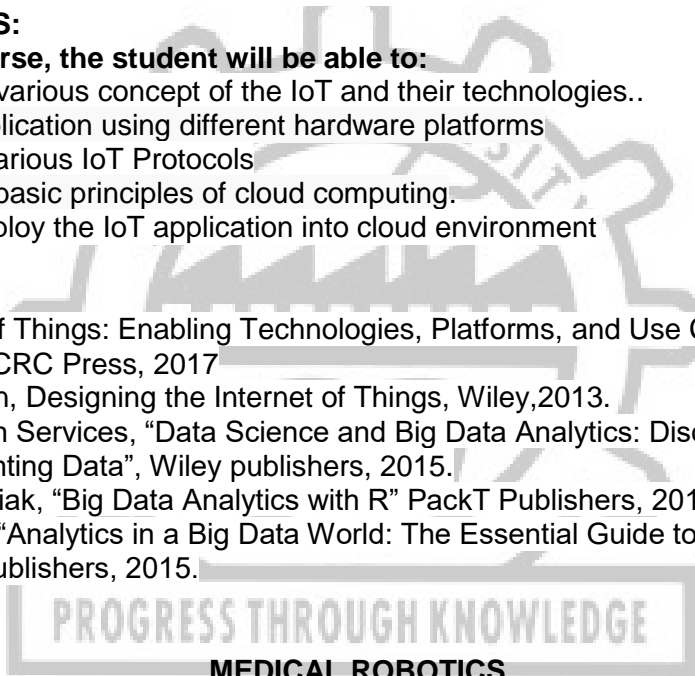 S:
rse, the student will be able to:
various concept of the IoT and their technologies..
plication using different hardware platforms
arious IoT Protocols
basic principles of cloud computing.
ploy the IoT application into cloud environment
of Things: Enabling Technologies, Platforms, and Use
CRC Press, 2017
n, Designing the Internet of Things, Wiley,2013.
n Services, “Data Science and Big Data Analytics: Disc
nting Data”, Wiley publishers, 2015.
iak, “Big Data Analytics with R” PackT Publishers, 201
“Analytics in a Big Data World: The Essential Guide to
ublishers, 2015.
PROGRESS THROUGH KNOWLEDGE
MEDICAL ROBOTICS